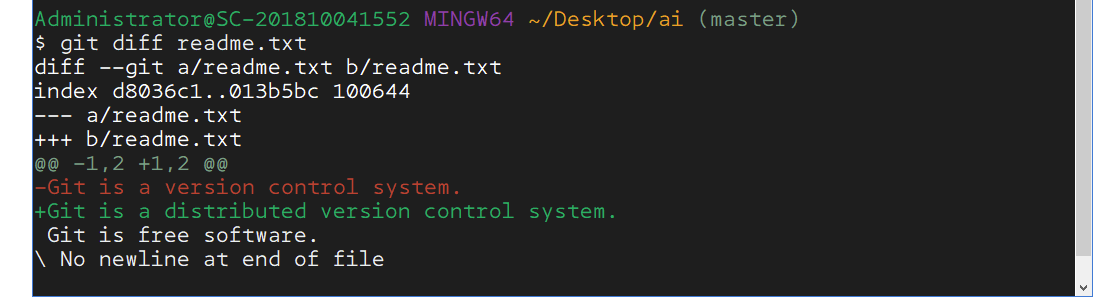 Administrator@SC-201810041552 MINGW64 ~/Desktop/ai (master)
$ git diff readme.txt
diff --git a/readme.txt b/readme.txt
index d8036c1..013b5bc 100644
--- a/readme.txt
+++ b/readme.txt
@@ -1,2 +1,2 @@
-Git is a version control system.
+Git is a distributed version control system.
 Git is free software.
\ No newline at end of file